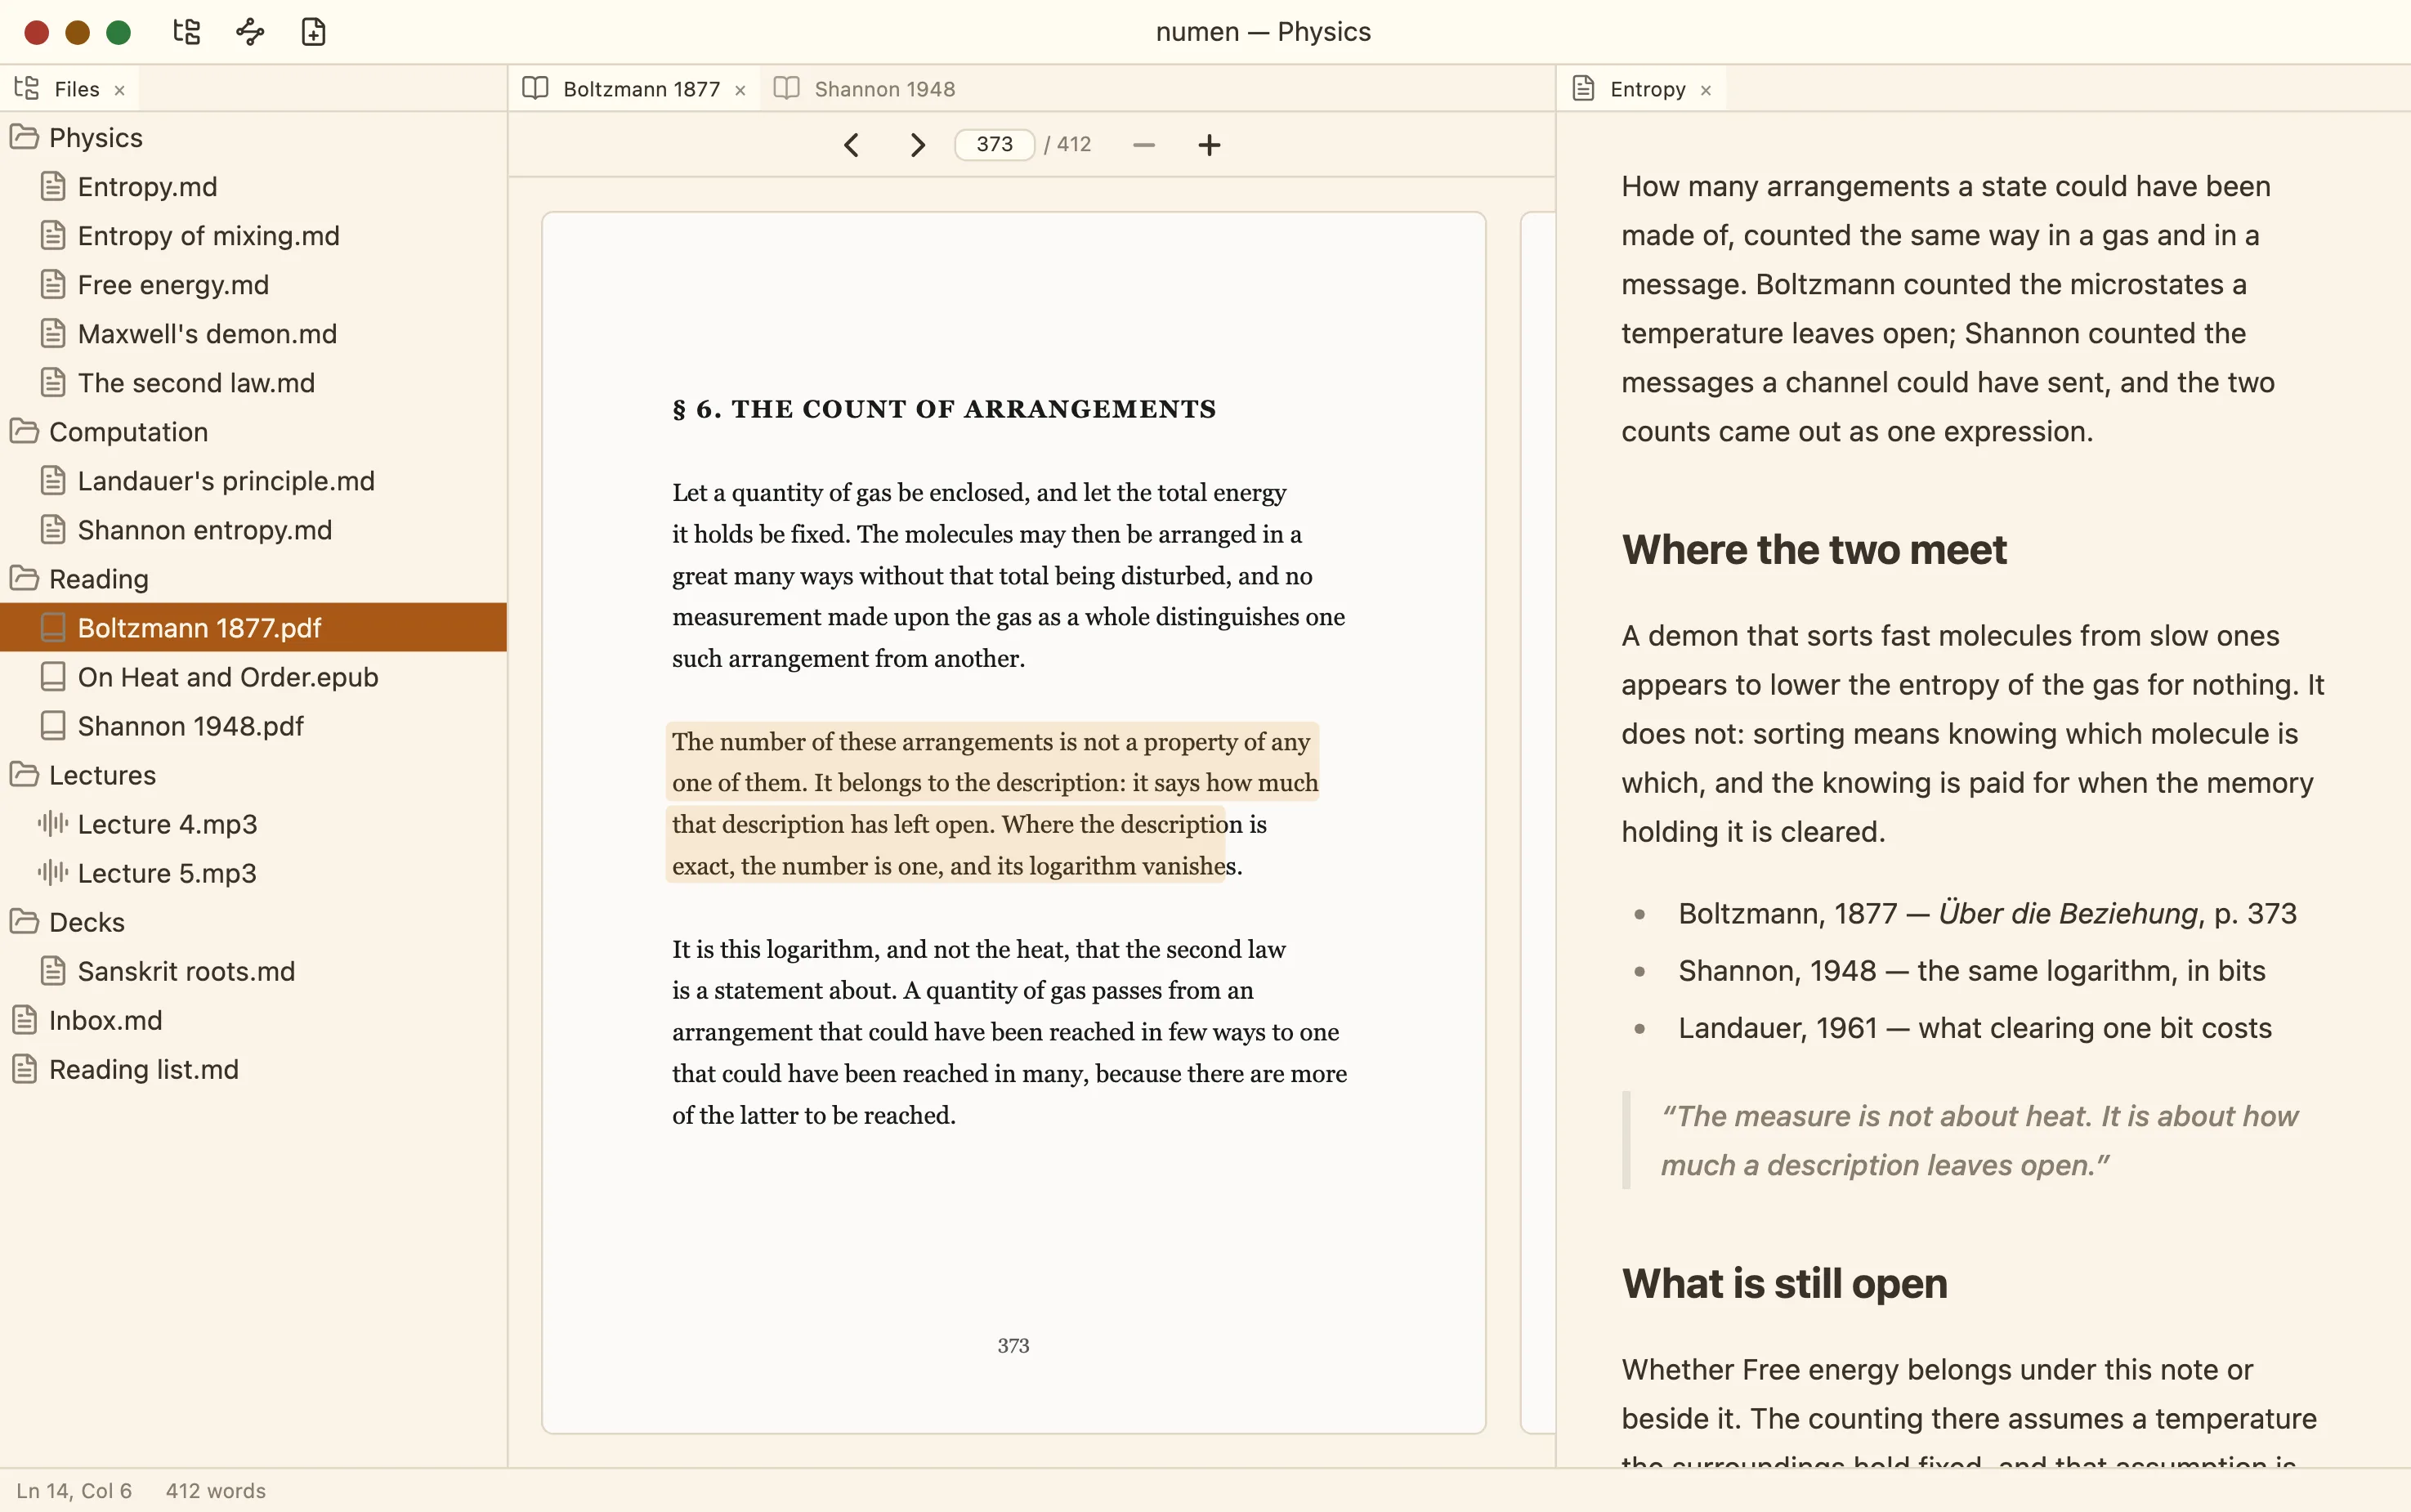 numen — Physics
Files ×
Physics
Entropy.md
Entropy of mixing.md
Free energy.md
Maxwell's demon.md
The second law.md
Computation
Landauer's principle.md
Shannon entropy.md
Reading
Boltzmann 1877.pdf
On Heat and Order.epub
Shannon 1948.pdf
Lectures
Lecture 4.mp3
Lecture 5.mp3
Decks
Sanskrit roots.md
Inbox.md
Reading list.md
Boltzmann 1877 × Shannon 1948
373 / 412
§ 6. THE COUNT OF ARRANGEMENTS
Let a quantity of gas be enclosed, and let the total energy
it holds be fixed. The molecules may then be arranged in a
great many ways without that total being disturbed, and no
measurement made upon the gas as a whole distinguishes one
such arrangement from another.
The number of these arrangements is not a property of any
one of them. It belongs to the description: it says how much
that description has left open. Where the description is
exact, the number is one, and its logarithm vanishes.
It is this logarithm, and not the heat, that the second law
is a statement about. A quantity of gas passes from an
arrangement that could have been reached in few ways to one
that could have been reached in many, because there are more
of the latter to be reached.
373
Entropy ×
How many arrangements a state could have been
made of, counted the same way in a gas and in a
message. Boltzmann counted the microstates a
temperature leaves open; Shannon counted the
messages a channel could have sent, and the two
counts came out as one expression.
Where the two meet
A demon that sorts fast molecules from slow ones
appears to lower the entropy of the gas for nothing. It
does not: sorting means knowing which molecule is
which, and the knowing is paid for when the memory
holding it is cleared.
• Boltzmann, 1877 — Über die Beziehung, p. 373
• Shannon, 1948 — the same logarithm, in bits
• Landauer, 1961 — what clearing one bit costs
“The measure is not about heat. It is about how
much a description leaves open.”
What is still open
Whether Free energy belongs under this note or
beside it. The counting there assumes a temperature
the surroundings hold fixed, and that assumption is
Ln 14, Col 6 412 words